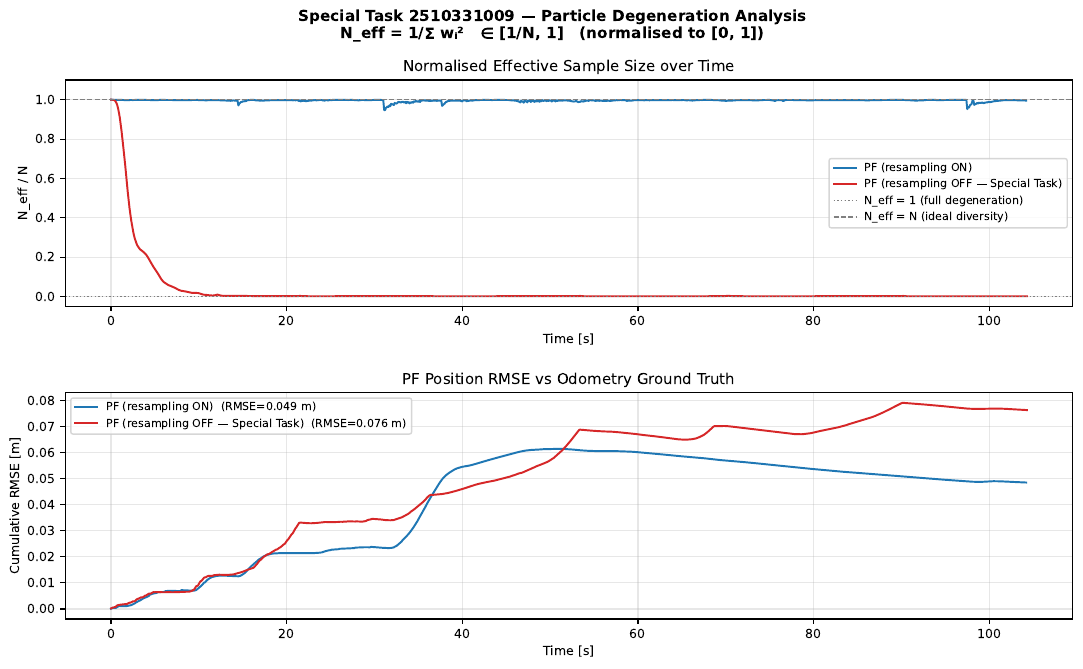 Special Task 2510331009 — Particle Degeneration Analysis
N_eff = 1/Σ wᵢ² ∈ [1/N, 1] (normalised to [0, 1])
Normalised Effective Sample Size over Time
N_eff / N
1.0
0.8
0.6
0.4
0.2
0.0
PF (resampling ON)
PF (resampling OFF — Special Task)
N_eff = 1 (full degeneration)
N_eff = N (ideal diversity)
0 20 40 60 80 100
Time [s]
PF Position RMSE vs Odometry Ground Truth
Cumulative RMSE [m]
0.08
0.07
0.06
0.05
0.04
0.03
0.02
0.01
0.00
PF (resampling ON) (RMSE=0.049 m)
PF (resampling OFF — Special Task) (RMSE=0.076 m)
0 20 40 60 80 100
Time [s]